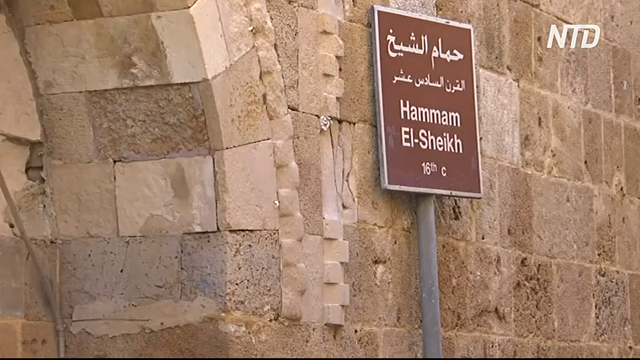 NTD
حمام الشيخ
القرن السادس عشر
Hammam
El-Sheikh
16th c